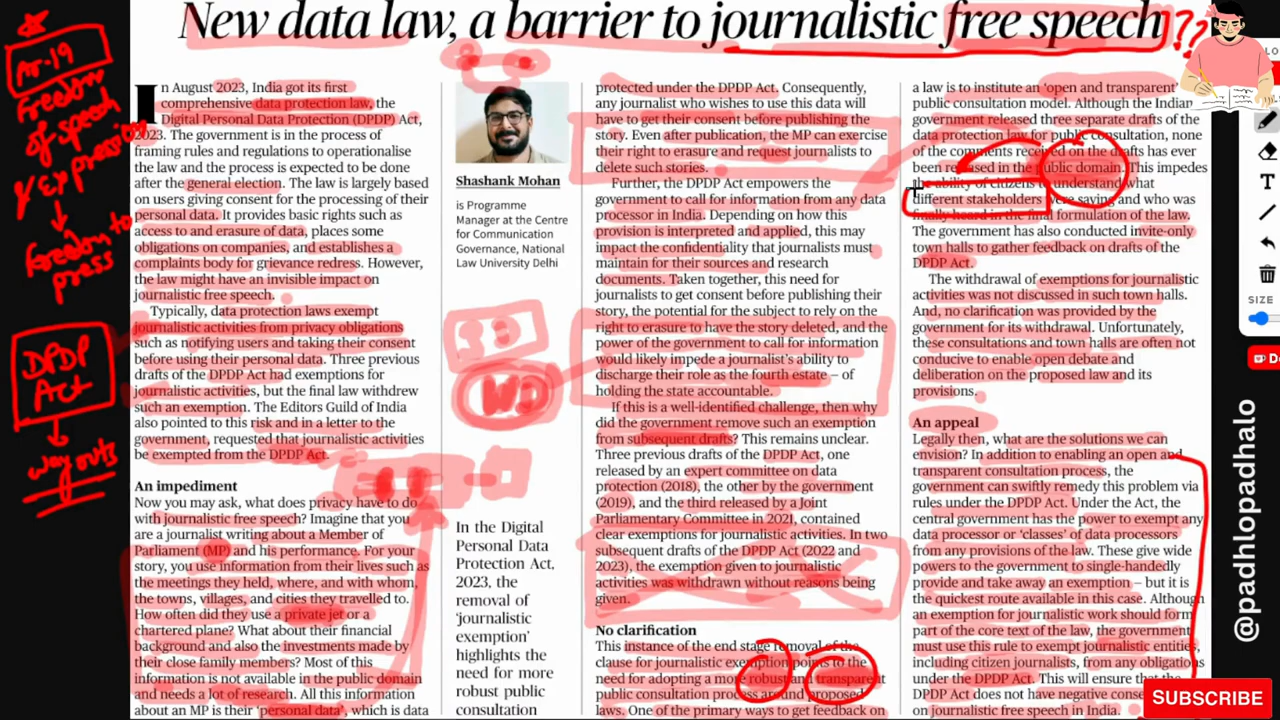 New data law, a barrier to journalistic free speech ??
Ar-19
Freedom
of speech
& expression
Freedom to
press
DPDP
Act
way outs
In August 2023, India got its first
comprehensive data protection law, the
Digital Personal Data Protection (DPDP) Act,
2023. The government is in the process of
framing rules and regulations to operationalise
the law and the process is expected to be done
after the general election. The law is largely based
on users giving consent for the processing of their
personal data. It provides basic rights such as
access to and erasure of data, places some
obligations on companies, and establishes a
complaints body for grievance redress. However,
the law might have an invisible impact on
journalistic free speech.
Typically, data protection laws exempt
journalistic activities from privacy obligations
such as notifying users and taking their consent
before using their personal data. Three previous
drafts of the DPDP Act had exemptions for
journalistic activities, but the final law withdrew
such an exemption. The Editors Guild of India
also pointed to this risk and in a letter to the
government, requested that journalistic activities
be exempted from the DPDP Act.
An impediment
Now you may ask, what does privacy have to do
with journalistic free speech? Imagine that you
are a journalist writing about a Member of
Parliament (MP) and his performance. For your
story, you use information from their lives such as
the meetings they held, where, and with whom,
the towns, villages, and cities they travelled to.
How often did they use a private jet or a
chartered plane? What about their financial
background and also the investments made by
their close family members? Most of this
information is not available in the public domain
and needs a lot of research. All this information
about an MP is their 'personal data', which is data
Shashank Mohan
is Programme
Manager at the Centre
for Communication
Governance, National
Law University Delhi
In the Digital
Personal Data
Protection Act,
2023, the
removal of
'journalistic
exemption'
highlights the
need for more
robust public
consultation
protected under the DPDP Act. Consequently,
any journalist who wishes to use this data will
have to get their consent before publishing the
story. Even after publication, the MP can exercise
their right to erasure and request journalists to
delete such stories.
Further, the DPDP Act empowers the
government to call for information from any data
processor in India. Depending on how this
provision is interpreted and applied, this may
impact the confidentiality that journalists must
maintain for their sources and research
documents. Taken together, this need for
journalists to get consent before publishing their
story, the potential for the subject to rely on the
right to erasure to have the story deleted, and the
power of the government to call for information
would likely impede a journalist's ability to
discharge their role as the fourth estate – of
holding the state accountable.
If this is a well-identified challenge, then why
did the government remove such an exemption
from subsequent drafts? This remains unclear.
Three previous drafts of the DPDP Act, one
released by an expert committee on data
protection (2018), the other by the government
(2019), and the third released by a Joint
Parliamentary Committee in 2021, contained
clear exemptions for journalistic activities. In two
subsequent drafts of the DPDP Act (2022 and
2023), the exemption given to journalistic
activities was withdrawn without reasons being
given.
No clarification
This instance of the end stage removal of the
clause for journalistic exemption points to the
need for adopting a more robust and transparent
public consultation process around proposed
laws. One of the primary ways to get feedback on
a law is to institute an 'open and transparent'
public consultation model. Although the Indian
government released three separate drafts of the
data protection law for public consultation, none
of the comments received on the drafts has ever
been released in the public domain. This impedes
the ability of citizens to understand what
different stakeholders were saying and who was
finally heard in the final formulation of the law.
The government has also conducted invite-only
town halls to gather feedback on drafts of the
DPDP Act.
The withdrawal of exemptions for journalistic
activities was not discussed in such town halls.
And, no clarification was provided by the
government for its withdrawal. Unfortunately,
these consultations and town halls are often not
conducive to enable open debate and
deliberation on the proposed law and its
provisions.
An appeal
Legally then, what are the solutions we can
envision? In addition to enabling an open and
transparent consultation process, the
government can swiftly remedy this problem via
rules under the DPDP Act. Under the Act, the
central government has the power to exempt any
data processor or 'classes' of data processors
from any provisions of the law. These give wide
powers to the government to single-handedly
provide and take away an exemption – but it is
the quickest route available in this case. Although
an exemption for journalistic work should form
part of the core text of the law, the government
must use this rule to exempt journalistic entities,
including citizen journalists, from any obligations
under the DPDP Act. This will ensure that the
DPDP Act does not have negative
on journalistic free speech in India.
T
SIZE
@padhlopadhalo
SUBSCRIBE